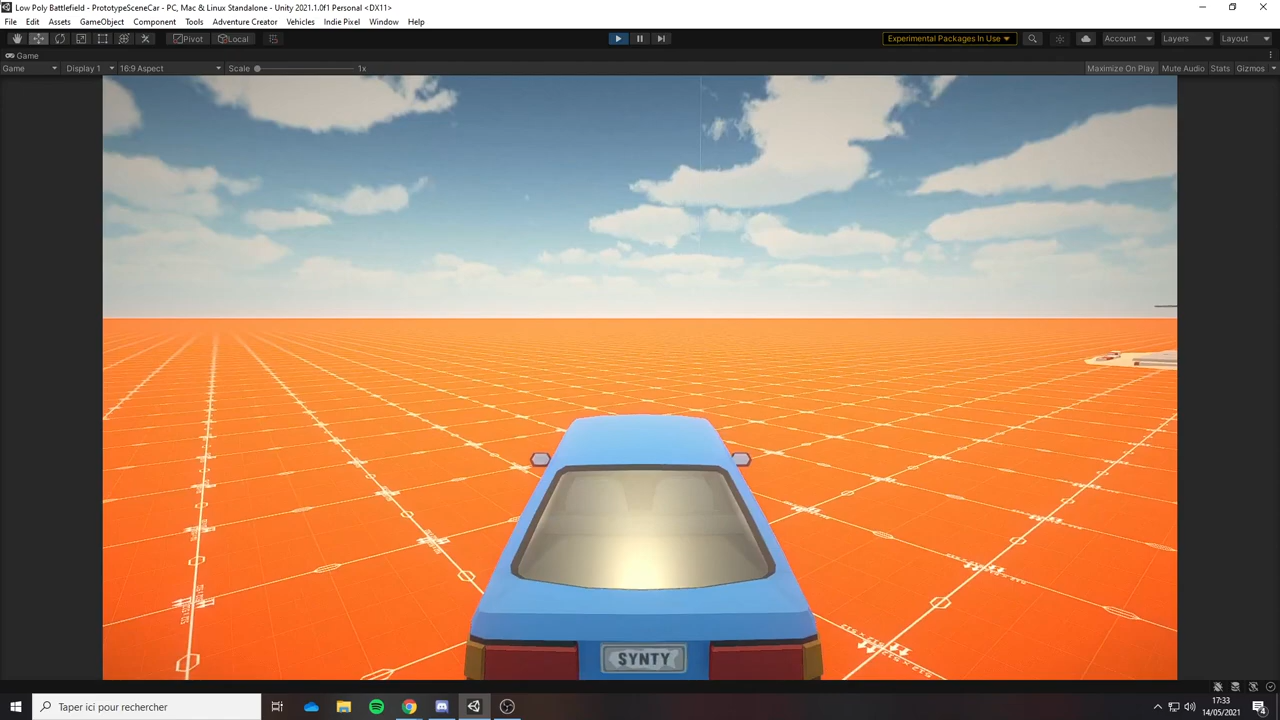 Low Poly Battlefield - PrototypeSceneCar - PC, Mac & Linux Standalone - Unity 2021.1.0f1 Personal <DX11>
File Edit Assets GameObject Component Tools Adventure Creator Vehicles Indie Pixel Window Help
Pivot Local Experimental Packages In Use Account Layers Layout
Game
Game Display 1 16:9 Aspect Scale 1x Maximize On Play Mute Audio Stats Gizmos
SYNTY
Taper ici pour rechercher
17:33
14/05/2021
4